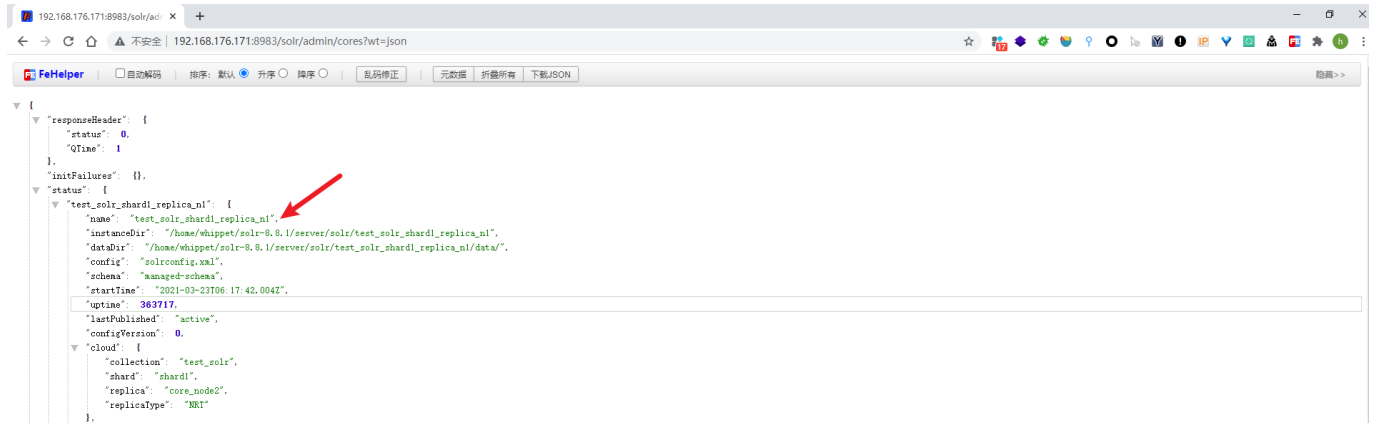 192.168.176.171:8983/solr/adr
不安全 | 192.168.176.171:8983/solr/admin/cores?wt=json
17
IP
FE
h
FE FeHelper | 自动解码 | 排序: 默认 升序 降序 | 乱码修正 | 元数据 折叠所有 下载JSON
隐藏>>
{
"responseHeader": {
"status": 0,
"QTime": 1
},
"initFailures": {},
"status": {
"test_solr_shard1_replica_n1": {
"name": "test_solr_shard1_replica_n1",
"instanceDir": "/home/whippet/solr-8.8.1/server/solr/test_solr_shard1_replica_n1",
"dataDir": "/home/whippet/solr-8.8.1/server/solr/test_solr_shard1_replica_n1/data/",
"config": "solrconfig.xml",
"schema": "managed-schema",
"startTime": "2021-03-23T06:17:42.004Z",
"uptime": 363717,
"lastPublished": "active",
"configVersion": 0,
"cloud": {
"collection": "test_solr",
"shard": "shard1",
"replica": "core_node2",
"replicaType": "NRT"
},